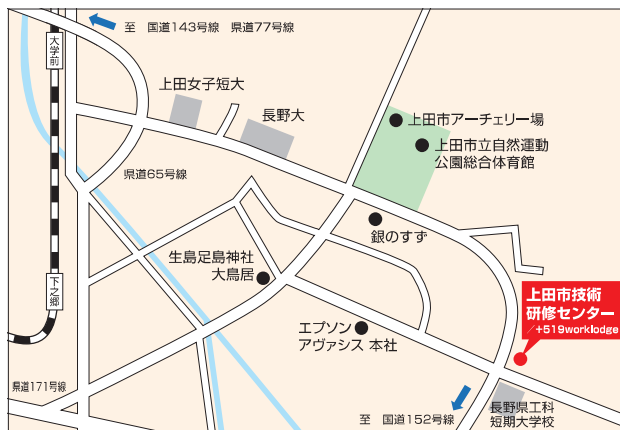 至 国道143号線 県道77号線
大学前
上田女子短大
長野大
上田市アーチェリー場
上田市立自然運動
公園総合体育館
県道65号線
銀のすず
生島足島神社
大鳥居
下之郷
上田市技術
研修センター
/+519worklodge
エプソン
アヴァシス 本社
県道171号線
至 国道152号線
長野県工科
短期大学校